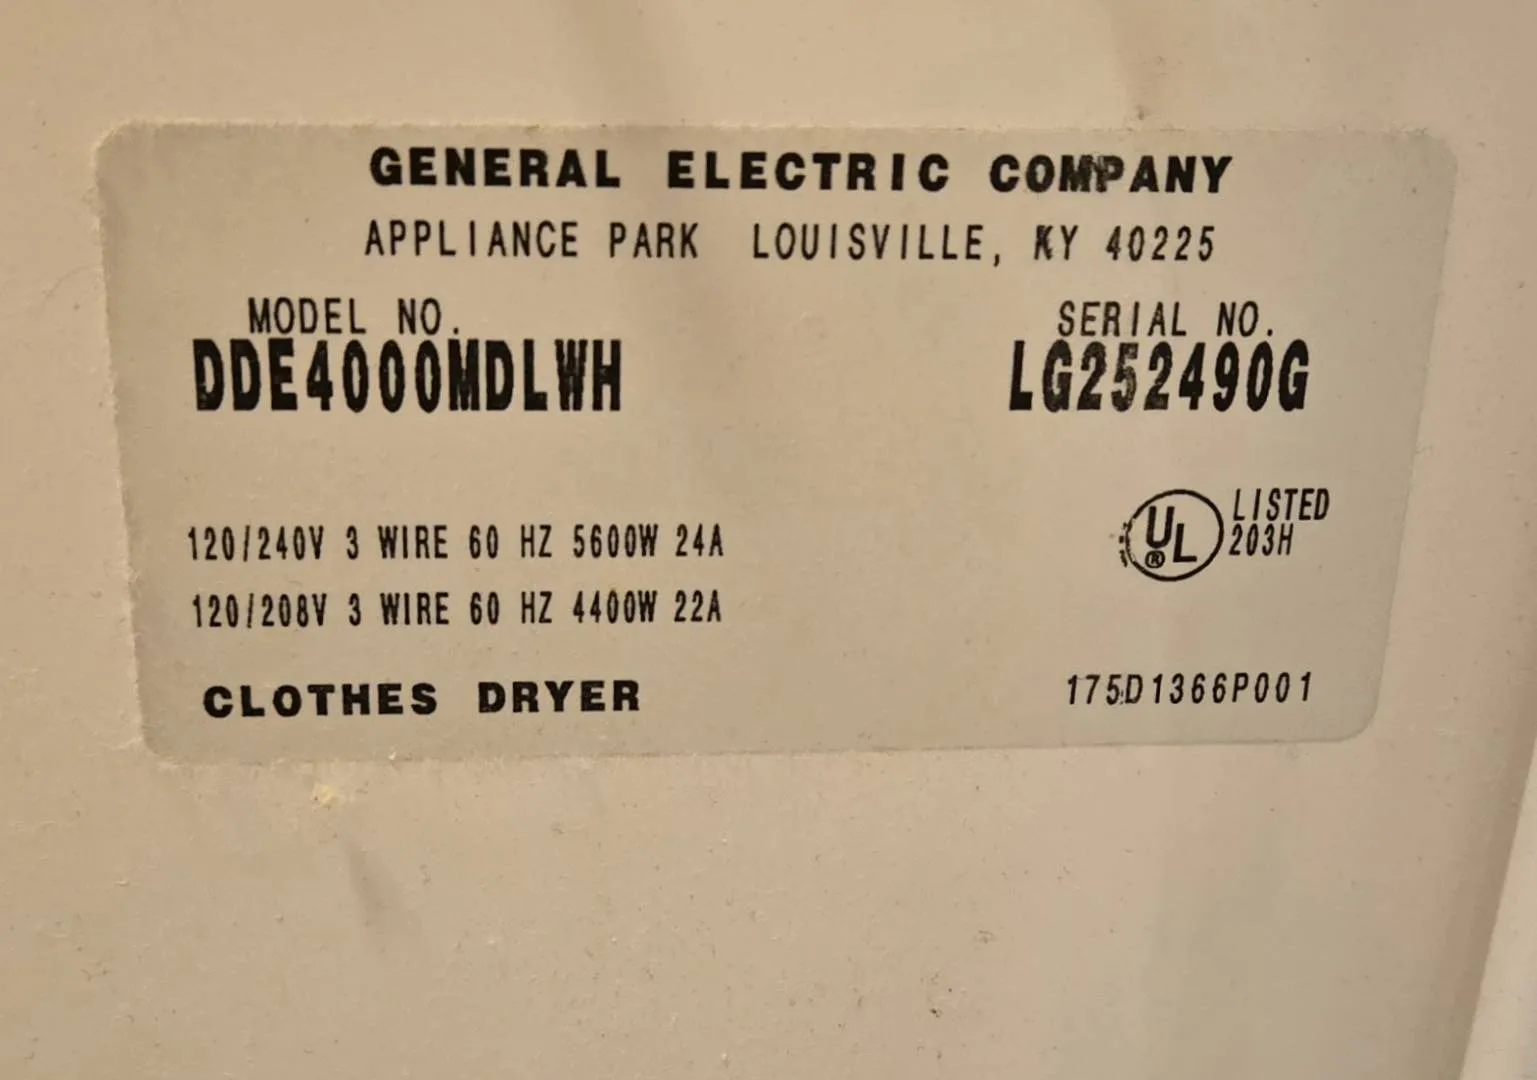 GENERAL ELECTRIC COMPANY
APPLIANCE PARK LOUISVILLE, KY 40225
MODEL NO. SERIAL NO.
DDE4000MDLWH LG252490G
UL® LISTED
203H
120/240V 3 WIRE 60 HZ 5600W 24A
120/208V 3 WIRE 60 HZ 4400W 22A
CLOTHES DRYER 175D1366P001